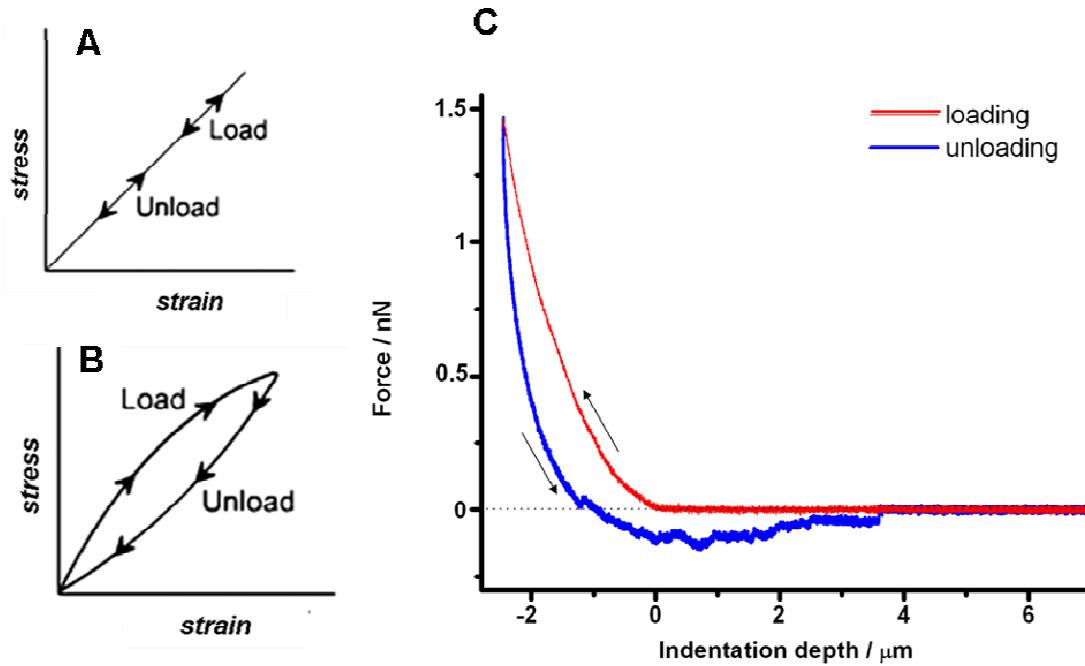 A
stress
Load
Unload
strain
B
stress
Load
Unload
strain
C
loading
unloading
Force / nN
1.5
1
0.5
0
-2
0
2
4
6
Indentation depth / μm